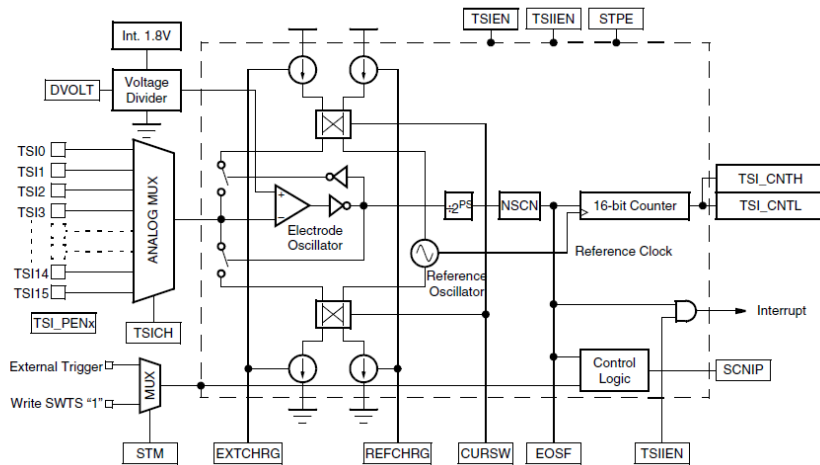 TSIEN
TSIIEN
STPE
Int. 1.8V
DVOLT
Voltage
Divider
TSI0
TSI1
TSI2
TSI3
TSI14
TSI15
ANALOG MUX
+
−
Electrode
Oscillator
÷2PS
NSCN
16-bit Counter
TSI_CNTH
TSI_CNTL
Reference Clock
Reference
Oscillator
TSI_PENx
TSICH
Interrupt
External Trigger
Write SWTS “1”
MUX
Control
Logic
SCNIP
STM
EXTCHRG
REFCHRG
CURSW
EOSF
TSIIEN